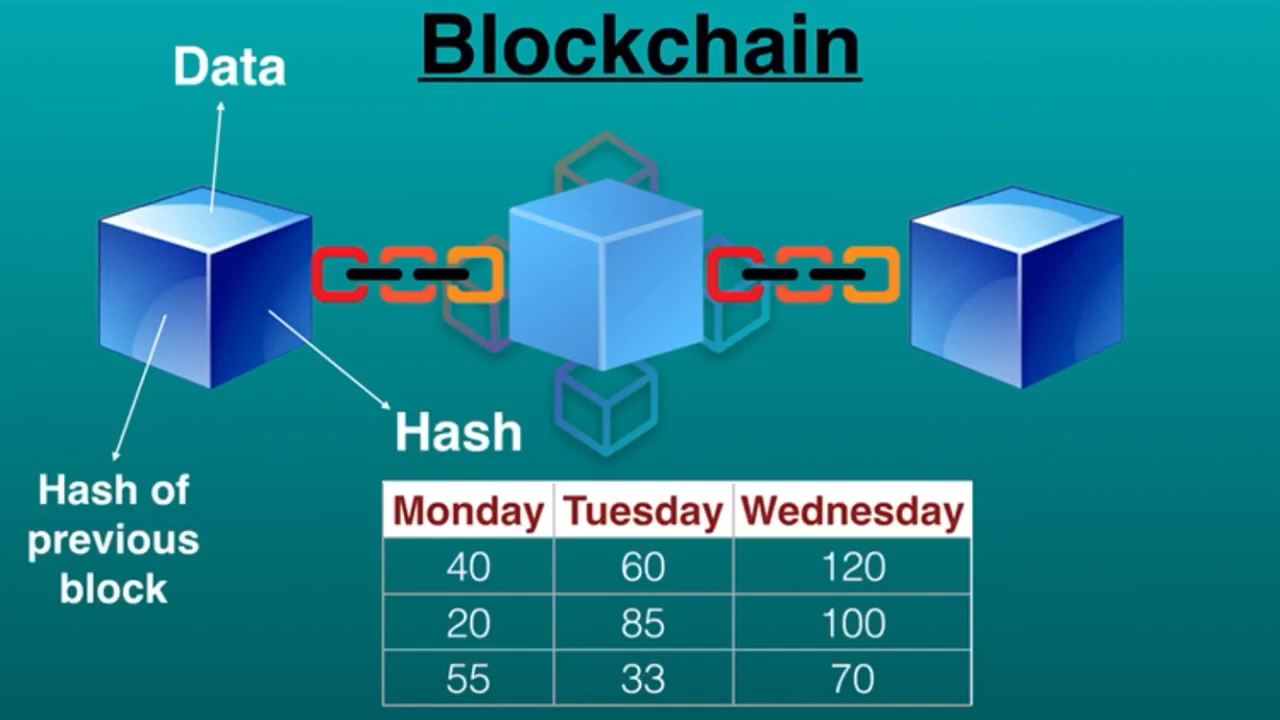 Blockchain
Data
Hash
Hash of
previous
block
Monday Tuesday Wednesday
40 60 120
20 85 100
55 33 70